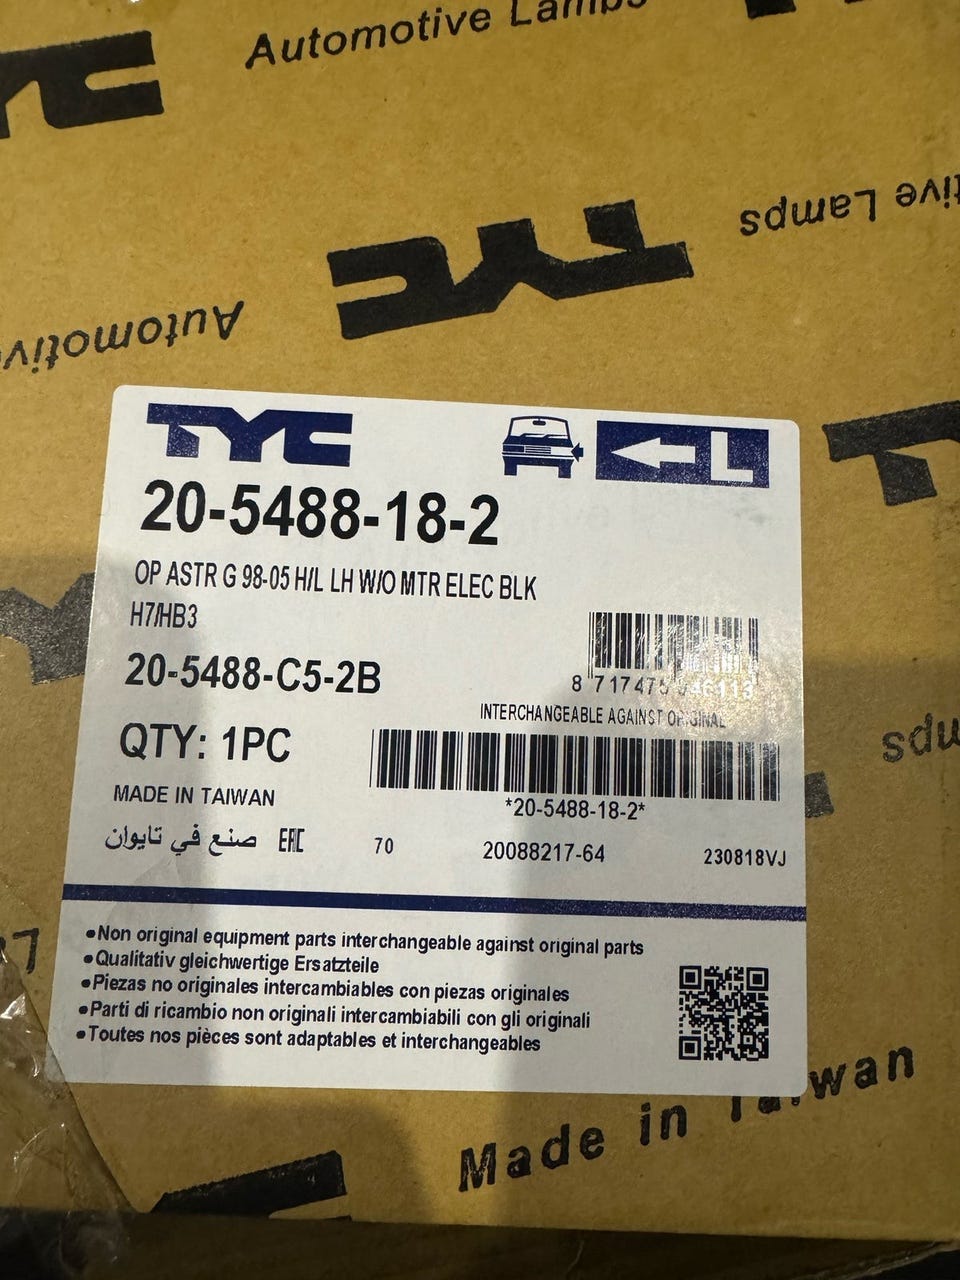 Automotive Lamps
TYC
TYC
Automotive
TYC
20-5488-18-2
L
OP ASTR G 98-05 H/L LH W/O MTR ELEC BLK
H7/HB3
20-5488-C5-2B
INTERCHANGEABLE AGAINST ORIGINAL
QTY: 1PC
*20-5488-18-2*
MADE IN TAIWAN
صنع في تايوان EAC 70 20088217-64 230818VJ
•Non original equipment parts interchangeable against original parts
•Qualitativ gleichwertige Ersatzteile
•Piezas no originales intercambiables con piezas originales
•Parti di ricambio non originali intercambiabili con gli originali
•Toutes nos pièces sont adaptables et interchangeables
Made in Taiwan